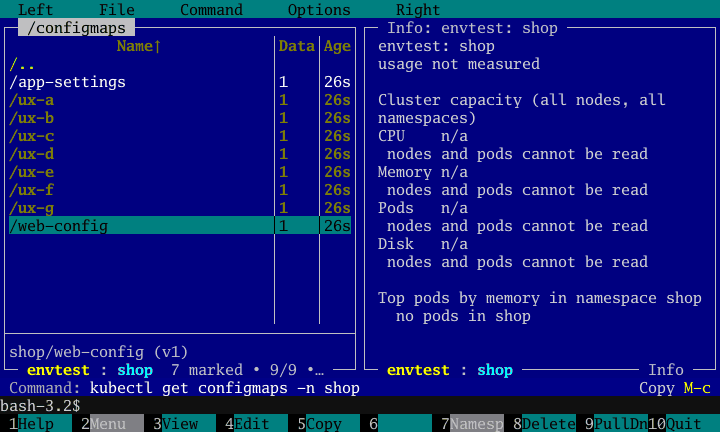 Left File Command Options Right
/configmaps
Name↑ Data Age
/..
/app-settings 1 26s
/ux-a 1 26s
/ux-b 1 26s
/ux-c 1 26s
/ux-d 1 26s
/ux-e 1 26s
/ux-f 1 26s
/ux-g 1 26s
/web-config 1 26s
shop/web-config (v1)
envtest : shop 7 marked • 9/9 •…
Info: envtest: shop
envtest: shop
usage not measured
Cluster capacity (all nodes, all
namespaces)
CPU n/a
nodes and pods cannot be read
Memory n/a
nodes and pods cannot be read
Pods n/a
nodes and pods cannot be read
Disk n/a
nodes and pods cannot be read
Top pods by memory in namespace shop
no pods in shop
envtest : shop Info
Command: kubectl get configmaps -n shop Copy M-c
bash-3.2$
1Help 2Menu 3View 4Edit 5Copy 6 7Namesp 8Delete 9PullDn 10Quit